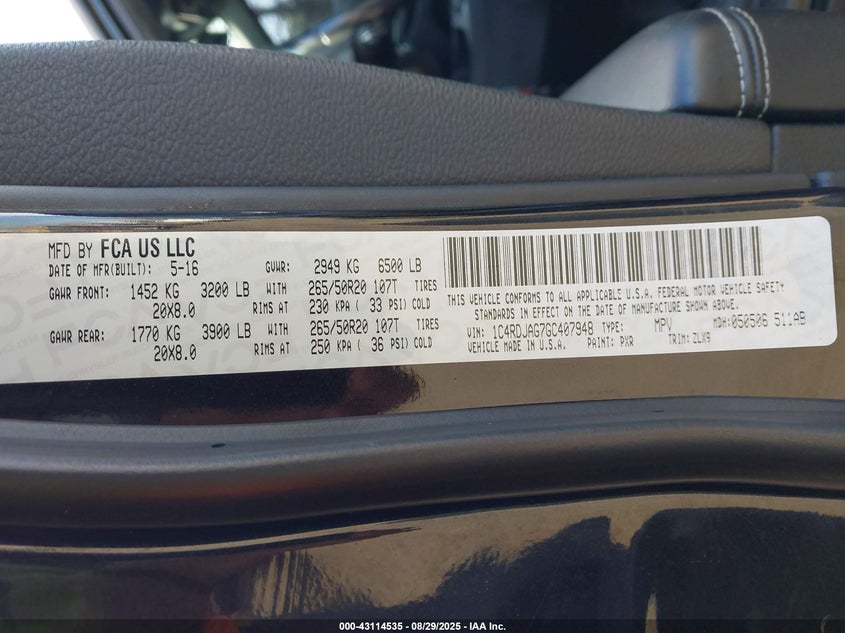 MFD BY FCA US LLC
DATE OF MFR(BUILT): 5-16 GVWR: 2949 KG 6500 LB
GAWR FRONT: 1452 KG 3200 LB WITH 265/50R20 107T TIRES
20X8.0 RIMS AT 230 KPA ( 33 PSI) COLD
GAWR REAR: 1770 KG 3900 LB WITH 265/50R20 107T TIRES
20X8.0 RIMS AT 250 KPA ( 36 PSI) COLD
THIS VEHICLE CONFORMS TO ALL APPLICABLE U.S.A. FEDERAL MOTOR VEHICLE SAFETY
STANDARDS IN EFFECT ON THE DATE OF MANUFACTURE SHOWN ABOVE.
VIN: 1C4RDJAG7GC407948 TYPE: MPV MDH: 050506 511AB
VEHICLE MADE IN U.S.A. PAINT: PXR TRIM: ZLX9
000-43114535 - 08/29/2025 - IAA Inc.